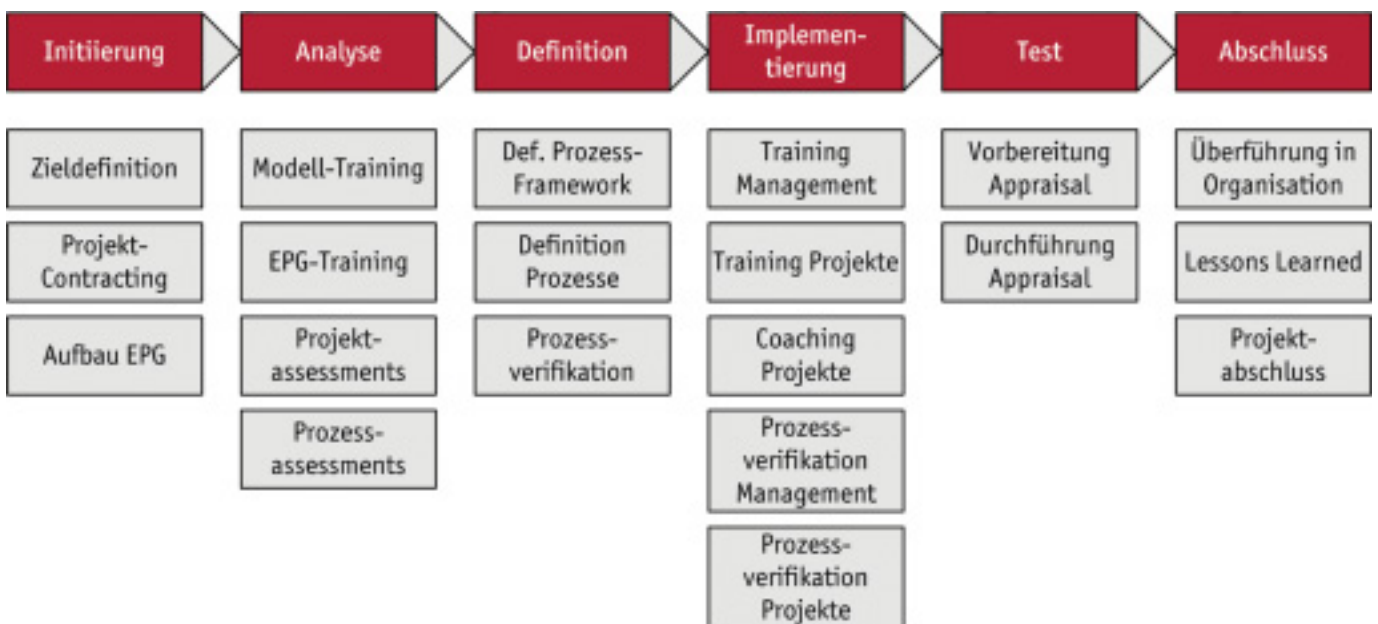 Initiierung
Analyse
Definition
Implemen-
tierung
Test
Abschluss
Zieldefinition
Projekt-
Contracting
Aufbau EPG
Modell-Training
EPG-Training
Projekt-
assessments
Prozess-
assessments
Def. Prozess-
Framework
Definition
Prozesse
Prozess-
verifikation
Training
Management
Training Projekte
Coaching
Projekte
Prozess-
verifikation
Management
Prozess-
verifikation
Projekte
Vorbereitung
Appraisal
Durchführung
Appraisal
Überführung in
Organisation
Lessons Learned
Projekt-
abschluss